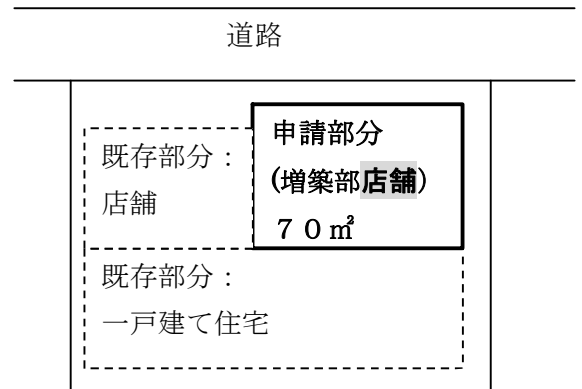 道路
既存部分：
店舗
申請部分
(増築部店舗)
７０㎡
既存部分：
一戸建て住宅